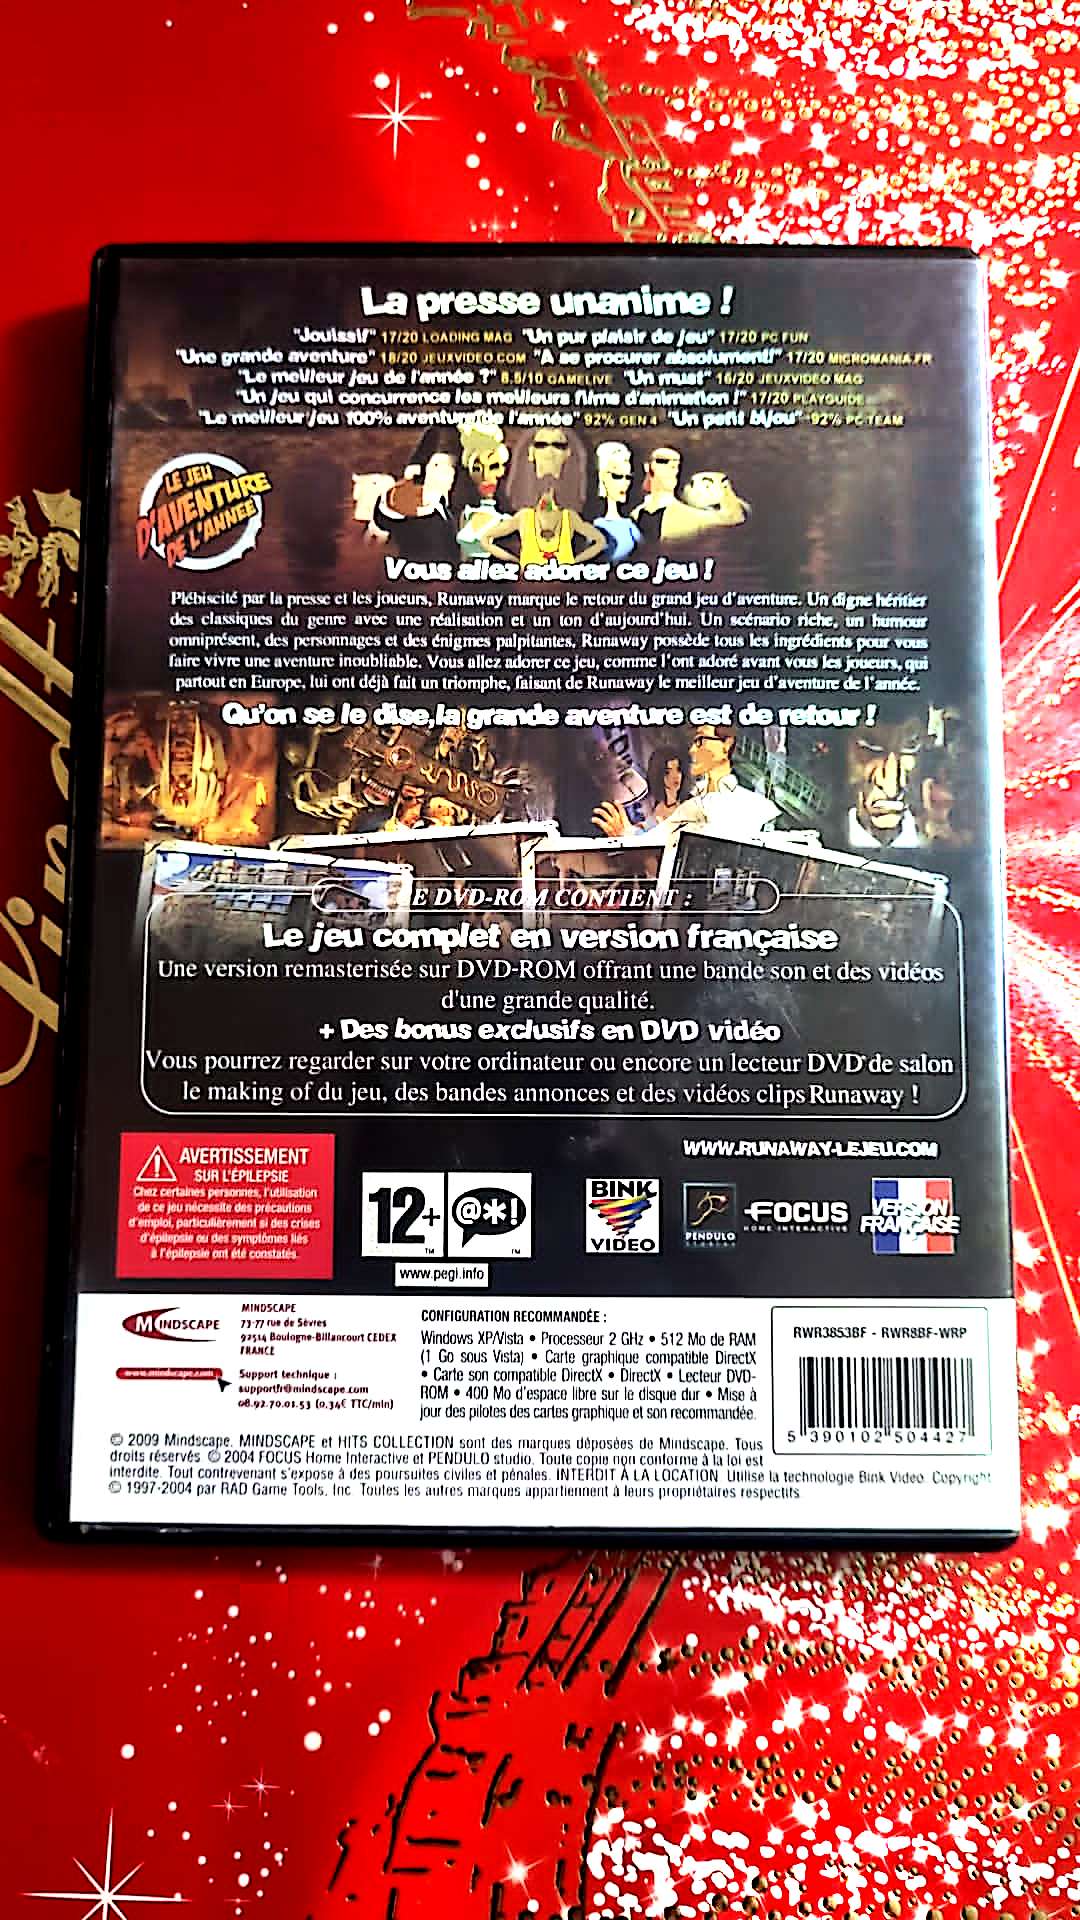 La presse unanime !
"Jouissif" 17/20 LOADING MAG "Un pur plaisir de jeu" 17/20 PC FUN
"Une grande aventure" 18/20 JEUXVIDEO.COM "A se procurer absolument!" 17/20 MICROMANIA.FR
"Le meilleur jeu de l'année ?" 8.5/10 GAMELIVE "Un must" 16/20 JEUXVIDEO MAG
"Un jeu qui concurrence les meilleurs films d'animation !" 17/20 PLAYGUIDE
"Le meilleur jeu 100% aventure de l'année" 92% GEN 4 "Un petit bijou" 92% PC TEAM
LE JEU
D'AVENTURE
DE L'ANNEE
Vous allez adorer ce jeu !
Plébiscité par la presse et les joueurs, Runaway marque le retour du grand jeu d'aventure. Un digne héritier
des classiques du genre avec une réalisation et un ton d'aujourd'hui. Un scénario riche, un humour
omniprésent, des personnages et des énigmes palpitantes, Runaway possède tous les ingrédients pour vous
faire vivre une aventure inoubliable. Vous allez adorer ce jeu, comme l'ont adoré avant vous les joueurs, qui
partout en Europe, lui ont déjà fait un triomphe, faisant de Runaway le meilleur jeu d'aventure de l'année.
Qu'on se le dise,la grande aventure est de retour !
E DVD-ROM CONTIENT :
Le jeu complet en version française
Une version remasterisée sur DVD-ROM offrant une bande son et des vidéos
d'une grande qualité.
+ Des bonus exclusifs en DVD vidéo
Vous pourrez regarder sur votre ordinateur ou encore un lecteur DVD de salon
le making of du jeu, des bandes annonces et des vidéos clips Runaway !
WWW.RUNAWAY-LEJEU.COM
AVERTISSEMENT
SUR L'ÉPILEPSIE
Chez certaines personnes, l'utilisation
de ce jeu nécessite des précautions
d'emploi, particulièrement si des crises
d'épilepsie ou des symptômes liés
à l'épilepsie ont été constatés.
12+ @*!
TM TM
www.pegi.info
BINK
VIDEO
PENDULO
STUDIOS
FOCUS
HOME INTERACTIVE
VERSION
FRANÇAISE
MINDSCAPE
www.mindscape.com
MINDSCAPE
73-77 rue de Sèvres
92514 Boulogne-Billancourt CEDEX
FRANCE
Support technique :
supportfr@mindscape.com
08.92.70.01.53 (0.34€ TTC/min)
CONFIGURATION RECOMMANDÉE :
Windows XP/Vista • Processeur 2 GHz • 512 Mo de RAM
(1 Go sous Vista) • Carte graphique compatible DirectX
• Carte son compatible DirectX • DirectX • Lecteur DVD-
ROM • 400 Mo d'espace libre sur le disque dur • Mise à
jour des pilotes des cartes graphique et son recommandée.
RWR3853BF - RWR8BF-WRP
5 390102 504427
© 2009 Mindscape. MINDSCAPE et HITS COLLECTION sont des marques déposées de Mindscape. Tous
droits réservés. © 2004 FOCUS Home Interactive et PENDULO studio. Toute copie non conforme à la loi est
interdite. Tout contrevenant s'expose à des poursuites civiles et pénales. INTERDIT À LA LOCATION. Utilise la technologie Bink Video. Copyright
© 1997-2004 par RAD Game Tools, Inc. Toutes les autres marques appartiennent à leurs propriétaires respectifs.
Lindt